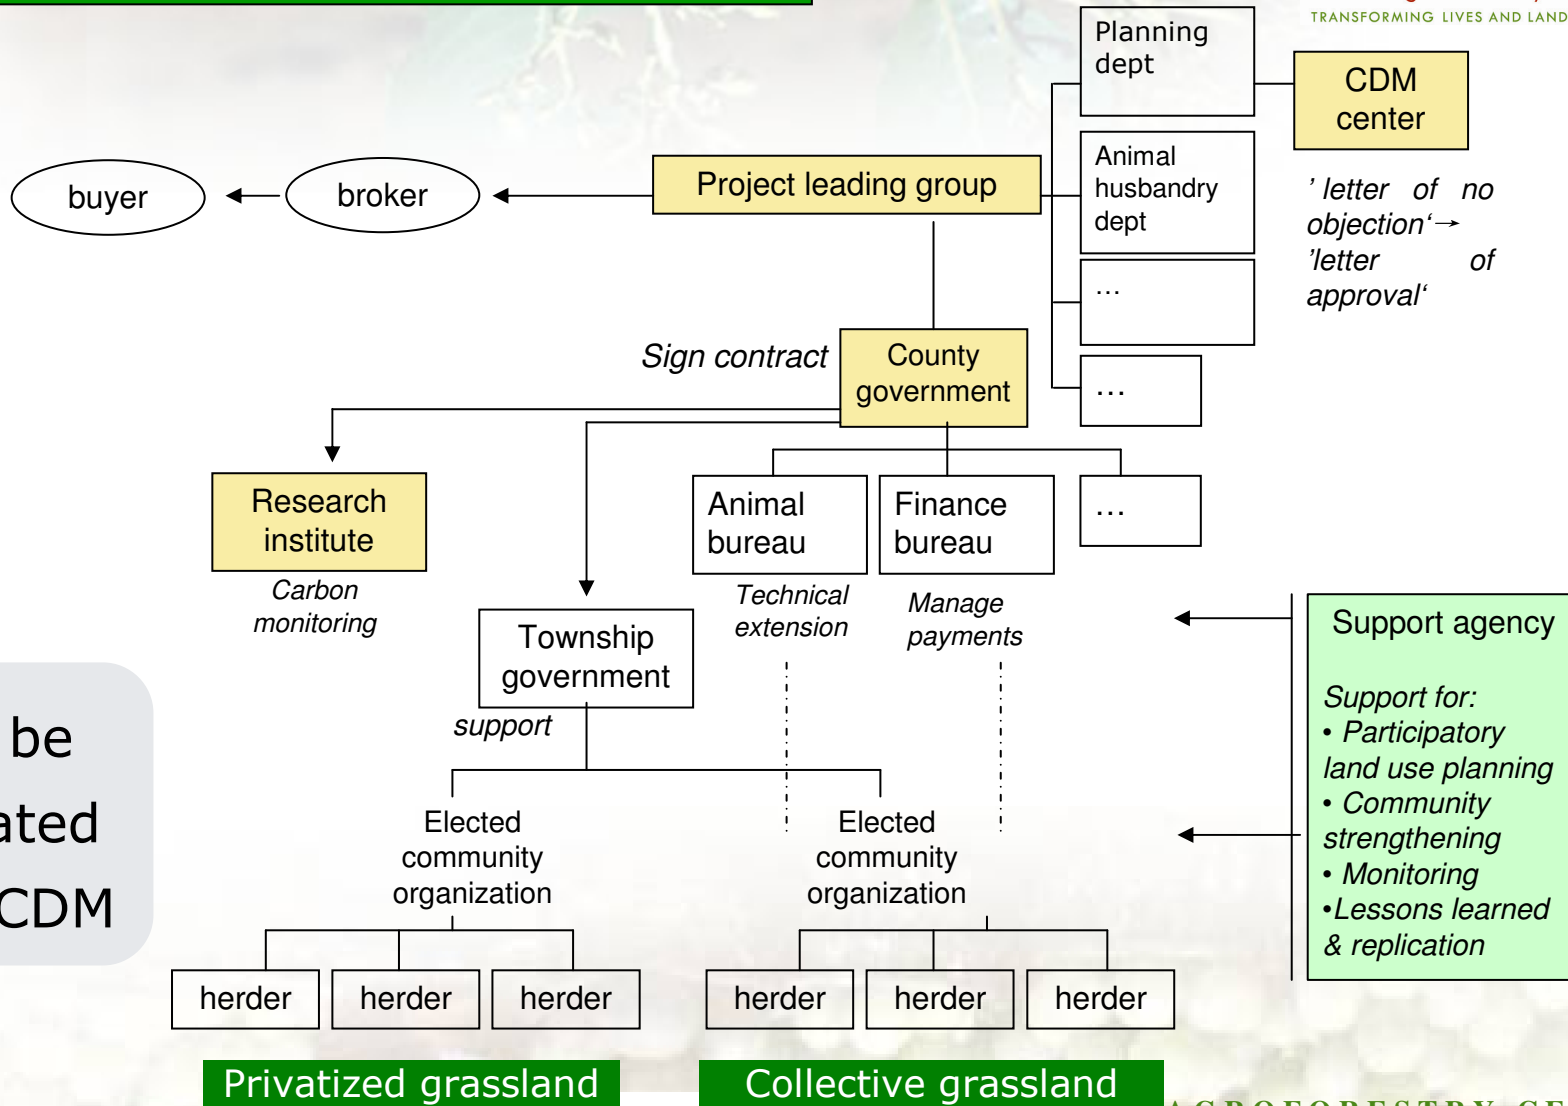 TRANSFORMING LIVES AND LAND
Planning
dept
CDM
center
Animal
husbandry
dept
' letter of no
objection‘→
'letter of
approval‘
…
…
buyer
broker
Project leading group
Sign contract
County
government
Research
institute
Carbon
monitoring
Animal
bureau
Finance
bureau
…
Technical
extension
Manage
payments
Township
government
support
Support agency
Support for:
• Participatory
land use planning
• Community
strengthening
• Monitoring
•Lessons learned
& replication
be
ated
CDM
Elected
community
organization
Elected
community
organization
herder
herder
herder
herder
herder
herder
Privatized grassland
Collective grassland
AGROFORESTRY CE